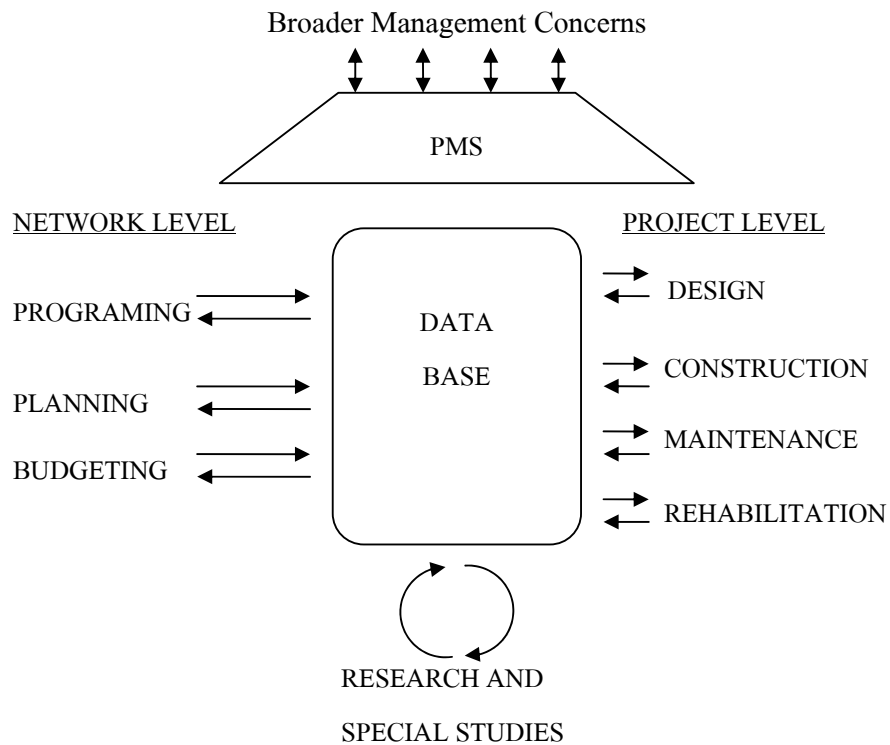 Broader Management Concerns
PMS
NETWORK LEVEL
PROGRAMING
PLANNING
BUDGETING
DATA
BASE
PROJECT LEVEL
DESIGN
CONSTRUCTION
MAINTENANCE
REHABILITATION
RESEARCH AND
SPECIAL STUDIES